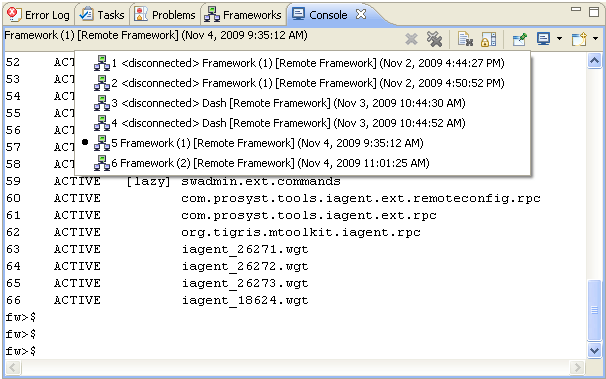 Error Log Tasks Problems Frameworks Console
Framework (1) [Remote Framework] (Nov 4, 2009 9:35:12 AM)
52 ACTIVE
1 <disconnected> Framework (1) [Remote Framework] (Nov 2, 2009 4:44:27 PM)
53 AC
2 <disconnected> Framework (1) [Remote Framework] (Nov 2, 2009 4:50:52 PM)
54 AC
3 <disconnected> Dash [Remote Framework] (Nov 3, 2009 10:44:30 AM)
55 AC
4 <disconnected> Dash [Remote Framework] (Nov 3, 2009 10:44:52 AM)
56 AC
5 Framework (1) [Remote Framework] (Nov 4, 2009 9:35:12 AM)
57 AC
6 Framework (2) [Remote Framework] (Nov 4, 2009 11:01:25 AM)
58 AC
59 ACTIVE [lazy] swadmin.ext.commands
60 ACTIVE com.prosyst.tools.iagent.ext.remoteconfig.rpc
61 ACTIVE com.prosyst.tools.iagent.ext.rpc
62 ACTIVE org.tigris.mtoolkit.iagent.rpc
63 ACTIVE iagent_26271.wgt
64 ACTIVE iagent_26272.wgt
65 ACTIVE iagent_26273.wgt
66 ACTIVE iagent_18624.wgt
fw>$
fw>$
fw>$